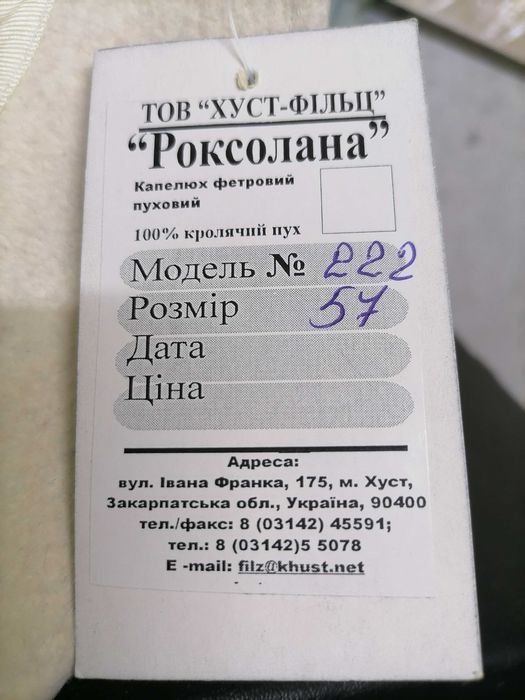 ТОВ “ХУСТ-ФІЛЬЦ”
“Роксолана”
Капелюх фетровий
пуховий
100% кролячий пух
Модель № 222
Розмір 57
Дата
Ціна
Адреса:
вул. Івана Франка, 175, м. Хуст,
Закарпатська обл., Україна, 90400
тел./факс: 8 (03142) 45591;
тел.: 8 (03142)5 5078
E -mail: filz@khust.net